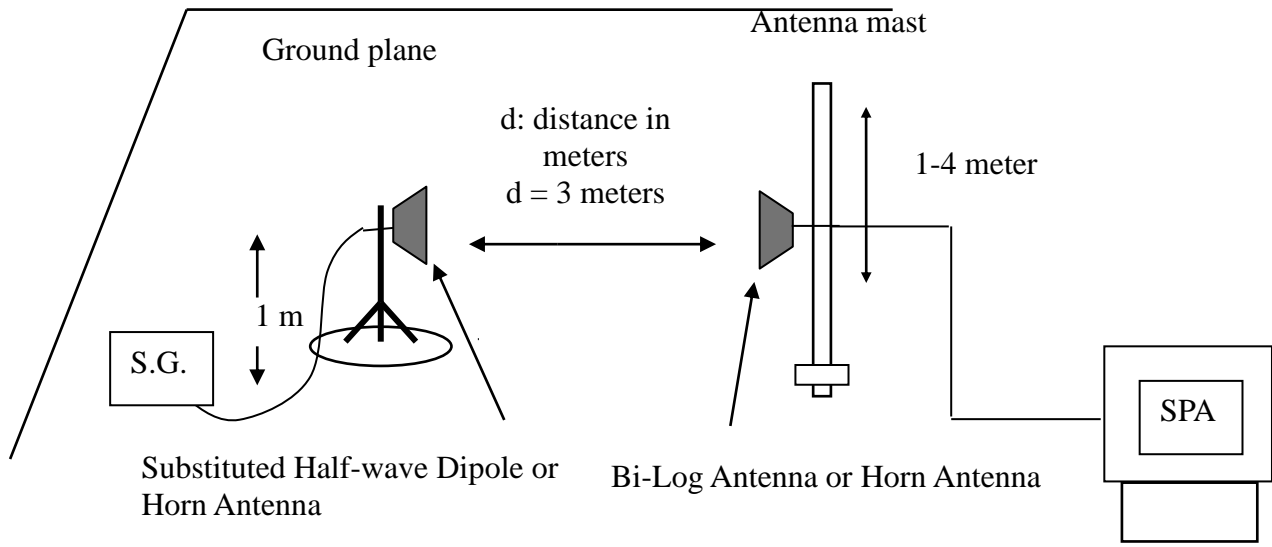 Ground plane
Antenna mast
d: distance in
meters
d = 3 meters
1-4 meter
1 m
S.G.
SPA
Substituted Half-wave Dipole or
Horn Antenna
Bi-Log Antenna or Horn Antenna